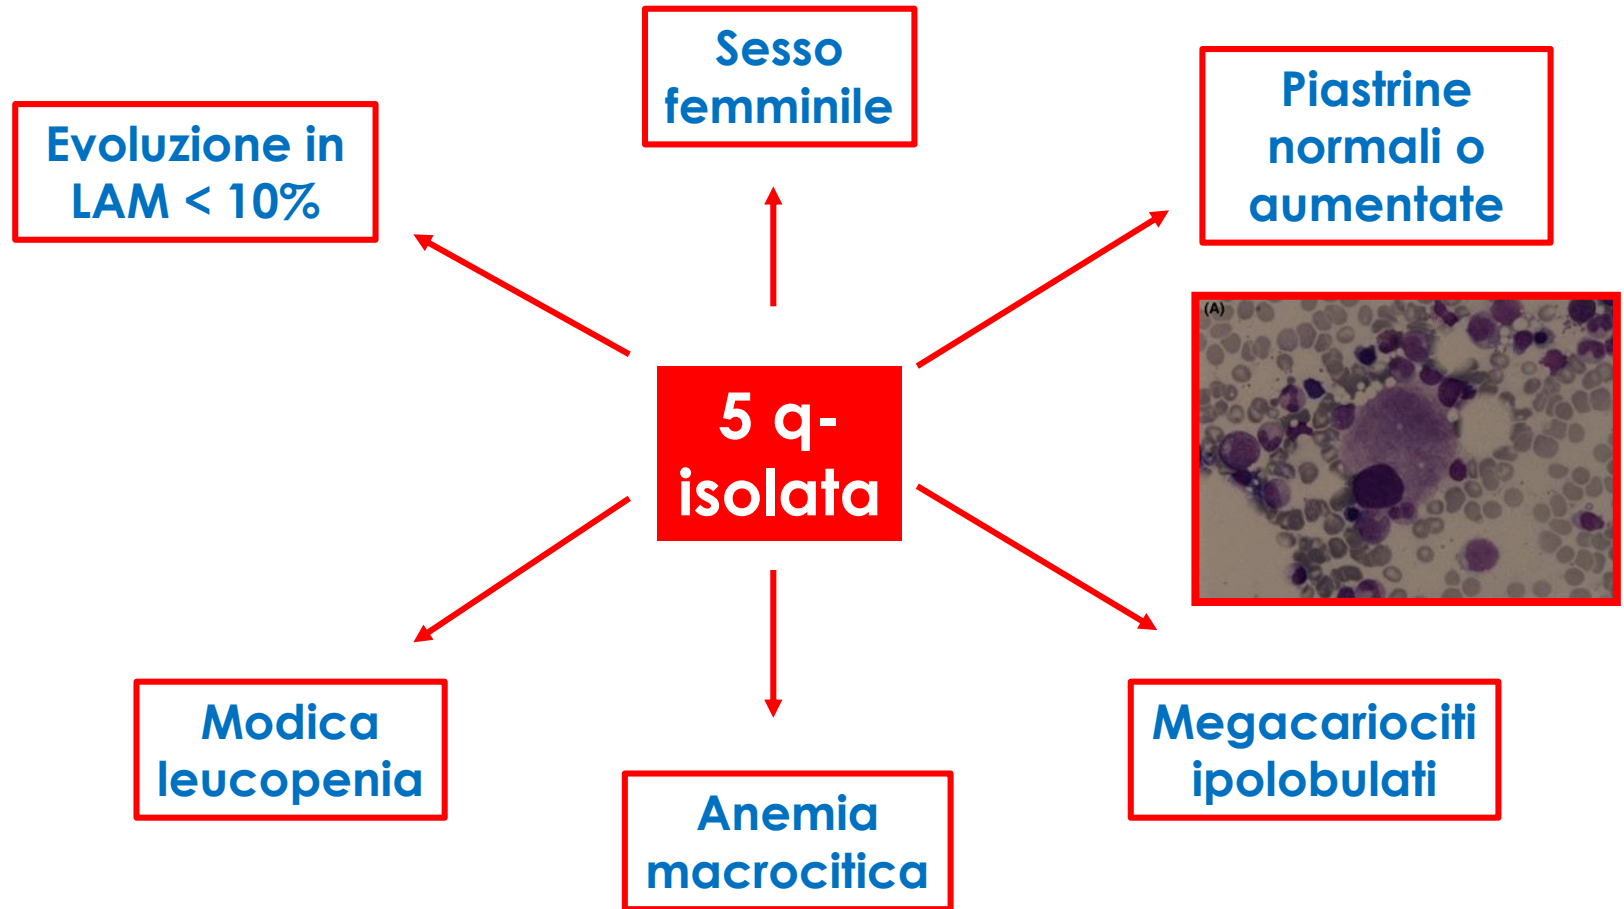 Sesso
femminile
Piastrine
normali o
aumentate
Evoluzione in
LAM < 10%
(A)
5 q-
isolata
Modica
leucopenia
Megacariociti
ipolobulati
Anemia
macrocitica